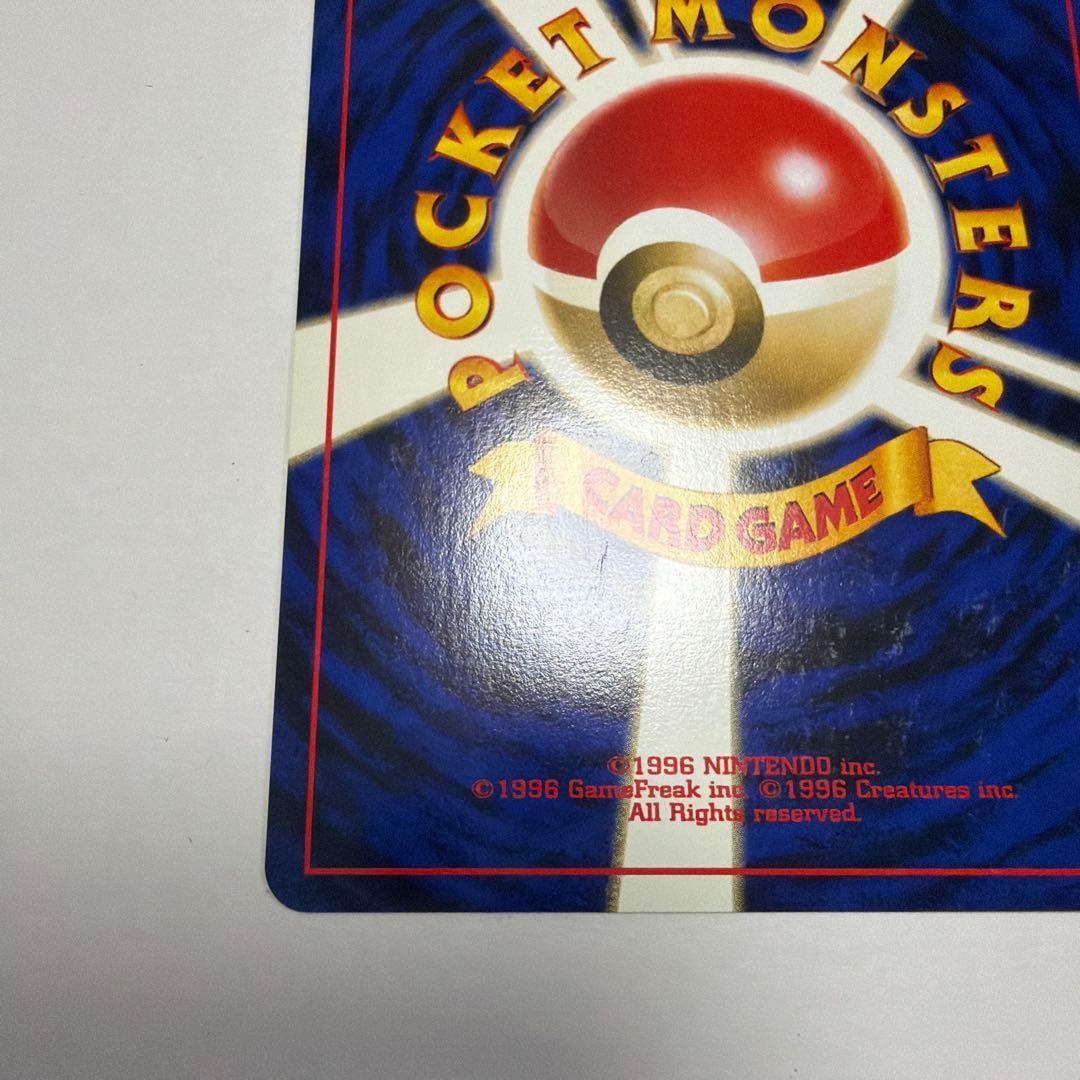 POCKET MONSTERS
CARD GAME
©1996 NINTENDO inc.
©1996 GameFreak inc. ©1996 Creatures inc.
All Rights reserved.